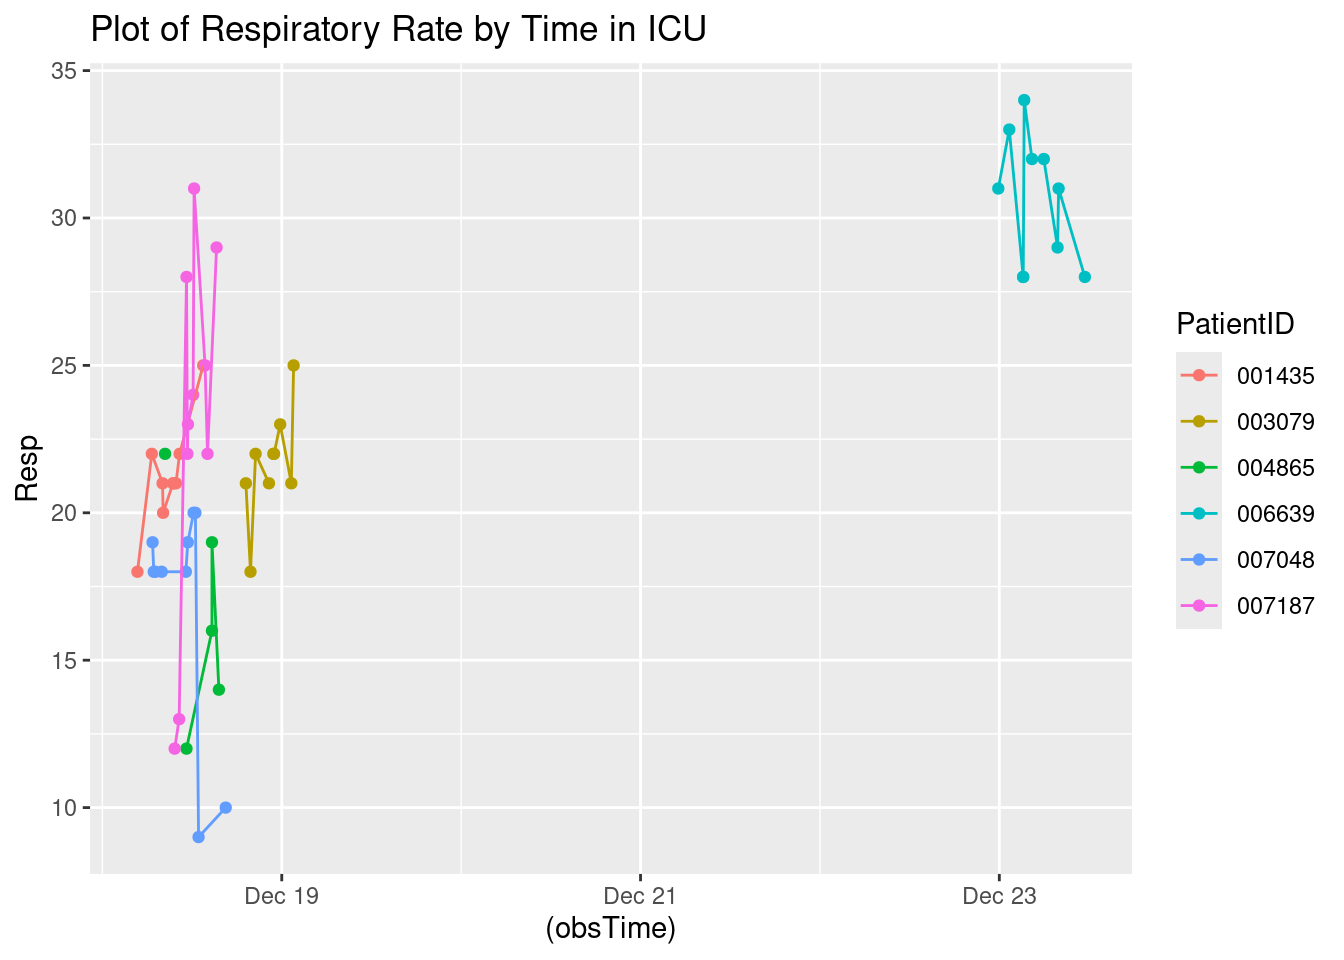 Plot of Respiratory Rate by Time in ICU
35
30
25
20
15
10
Resp
Dec 19
Dec 21
Dec 23
(obsTime)
PatientID
001435
003079
004865
006639
007048
007187